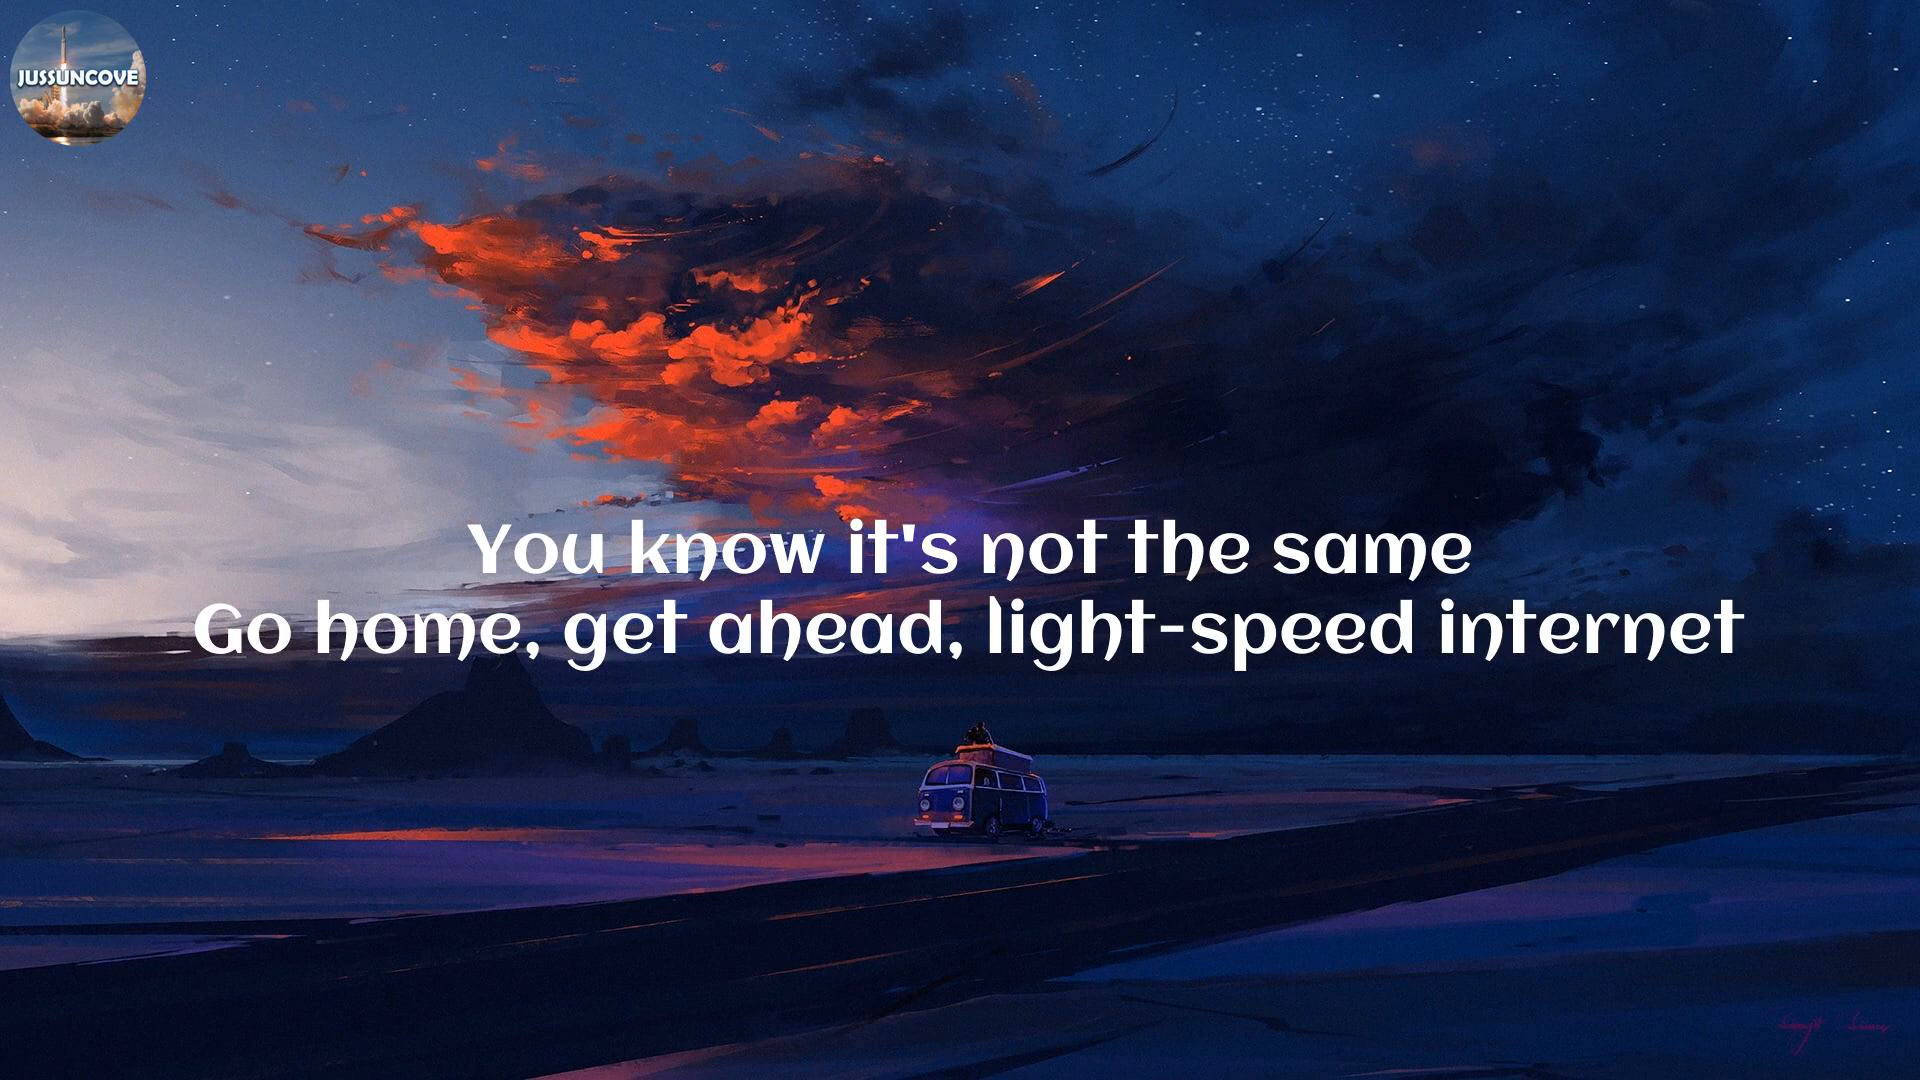 JUSSUNCOVE
You know it's not the same
Go home, get ahead, light-speed internet